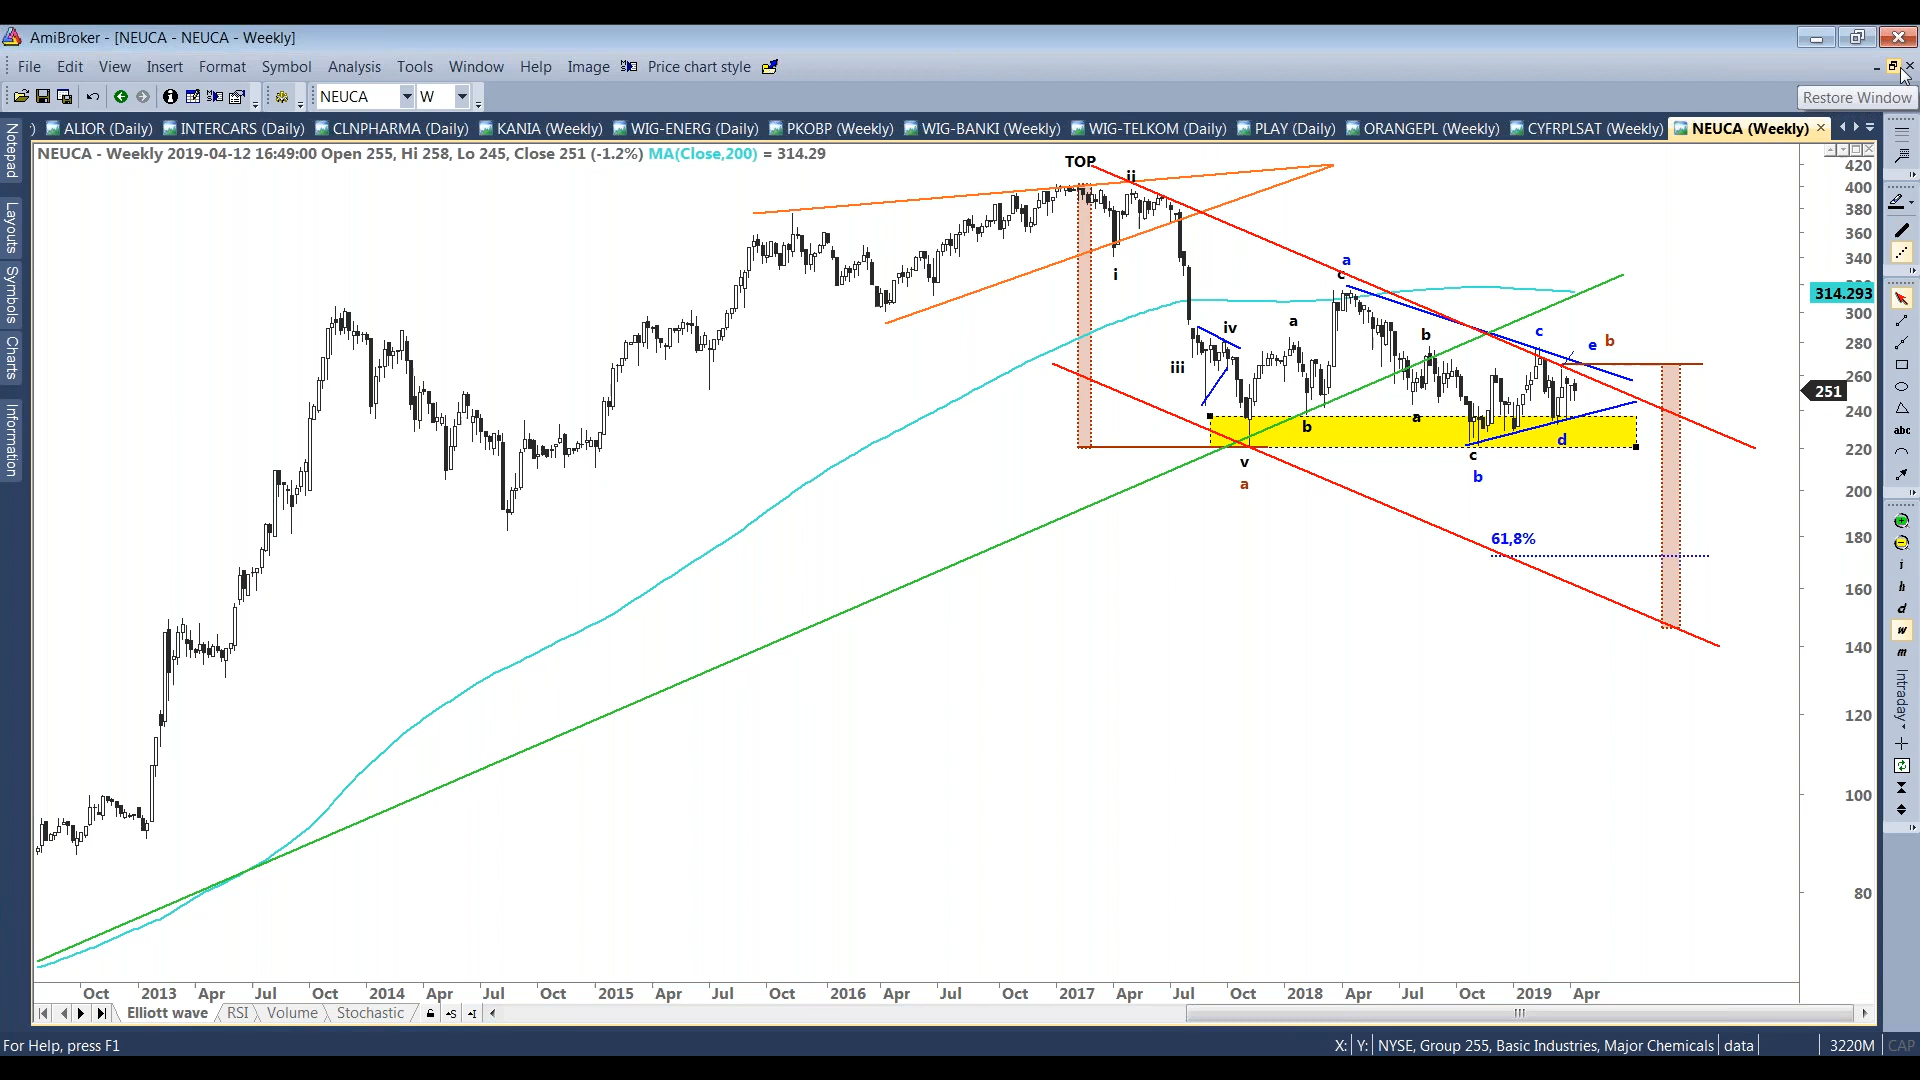 AmiBroker - [NEUCA - NEUCA - Weekly]
File Edit View Insert Format Symbol Analysis Tools Window Help Image Price chart style
NEUCA W
Restore Window
ALIOR (Daily) INTERCARS (Daily) CLNPHARMA (Daily) KANIA (Weekly) WIG-ENERG (Daily) PKOBP (Weekly) WIG-BANKI (Weekly) WIG-TELKOM (Daily) PLAY (Daily) ORANGEPL (Weekly) CYFRPLSAT (Weekly) NEUCA (Weekly)
NEUCA - Weekly 2019-04-12 16:49:00 Open 255, Hi 258, Lo 245, Close 251 (-1.2%) MA(Close,200) = 314.29
Notepad
Layouts
Symbols
Charts
Information
TOP
ii
i
iii
iv
v
a
a
b
a
c
b
a
c
b
c
d
e b
61,8%
420
400
380
360
340
314.293
300
280
260
251
240
220
200
180
160
140
120
100
80
abc
i
h
d
w
m
Intraday
Oct 2013 Apr Jul Oct 2014 Apr Jul Oct 2015 Apr Jul Oct 2016 Apr Jul Oct 2017 Apr Jul Oct 2018 Apr Jul Oct 2019 Apr
Elliott wave RSI Volume Stochastic
For Help, press F1
X: Y: NYSE, Group 255, Basic Industries, Major Chemicals data 3220M CAP